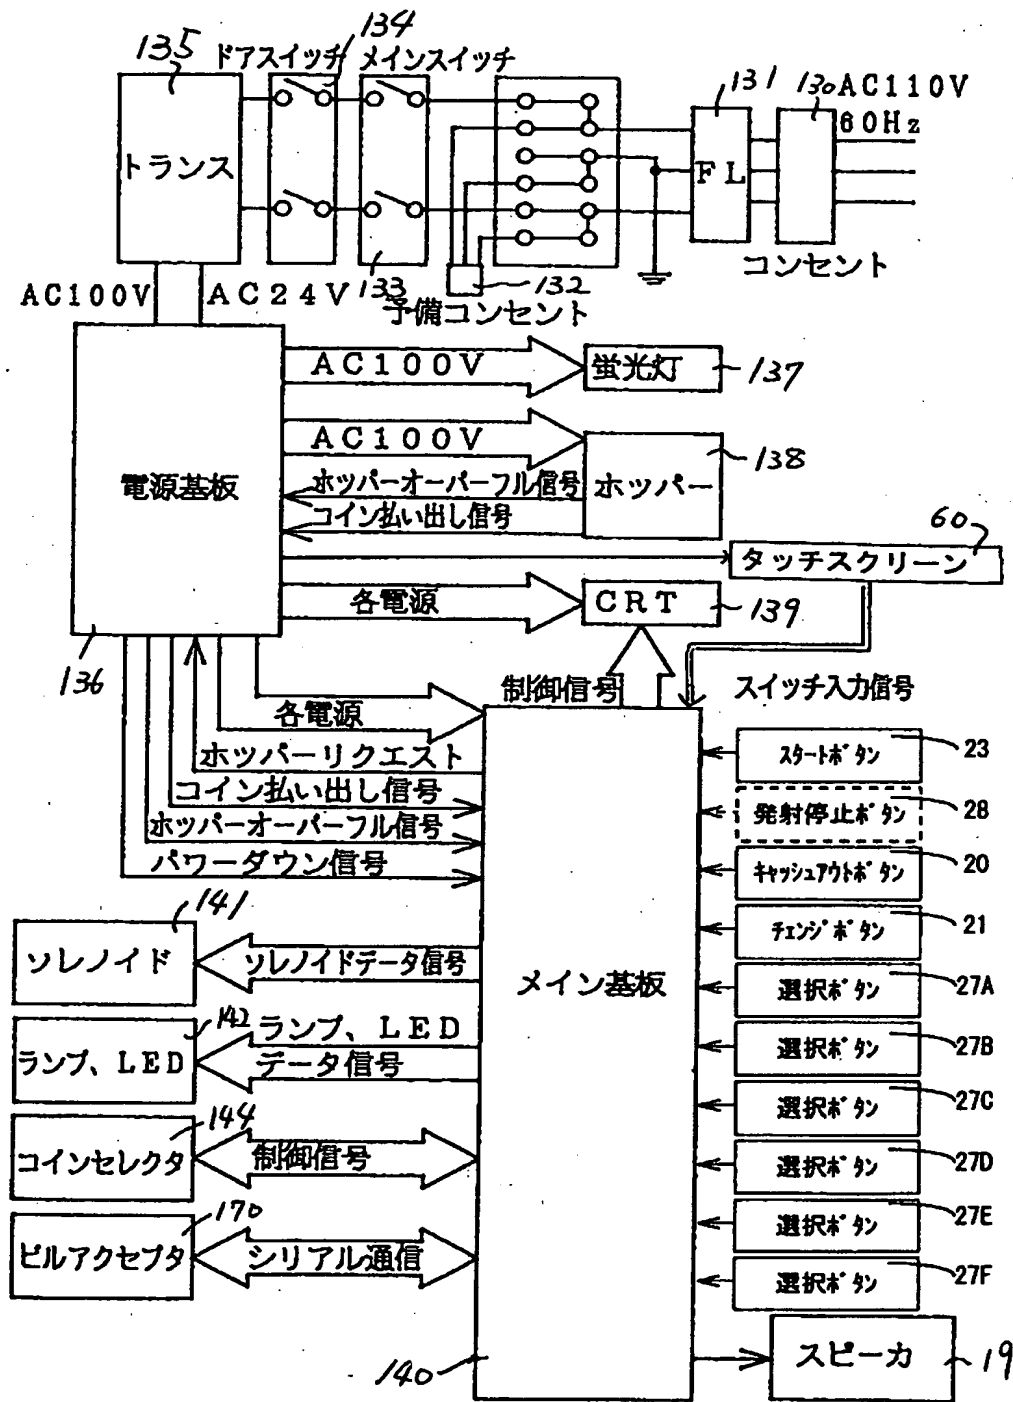 135
ドアスイッチ
134
メインスイッチ
131
130
AC110V
60Hz
トランス
FL
コンセント
133
132
予備コンセント
AC100V
AC24V
AC100V
蛍光灯
137
AC100V
138
電源基板
ホッパーオーバーフル信号
ホッパー
コイン払い出し信号
60
タッチスクリーン
各電源
CRT
139
136
制御信号
スイッチ入力信号
各電源
ホッパーリクエスト
コイン払い出し信号
ホッパーオーバーフル信号
パワーダウン信号
スタートボタン
23
発射停止ボタン
28
キャッシュアウトボタン
20
チェンジボタン
21
141
ソレノイド
ソレノイドデータ信号
メイン基板
選択ボタン
27A
142
ランプ、LED
ランプ、LED
データ信号
選択ボタン
27B
144
コインセレクタ
制御信号
選択ボタン
27C
選択ボタン
27D
170
ビルアクセプタ
シリアル通信
選択ボタン
27E
選択ボタン
27F
140
スピーカ
19